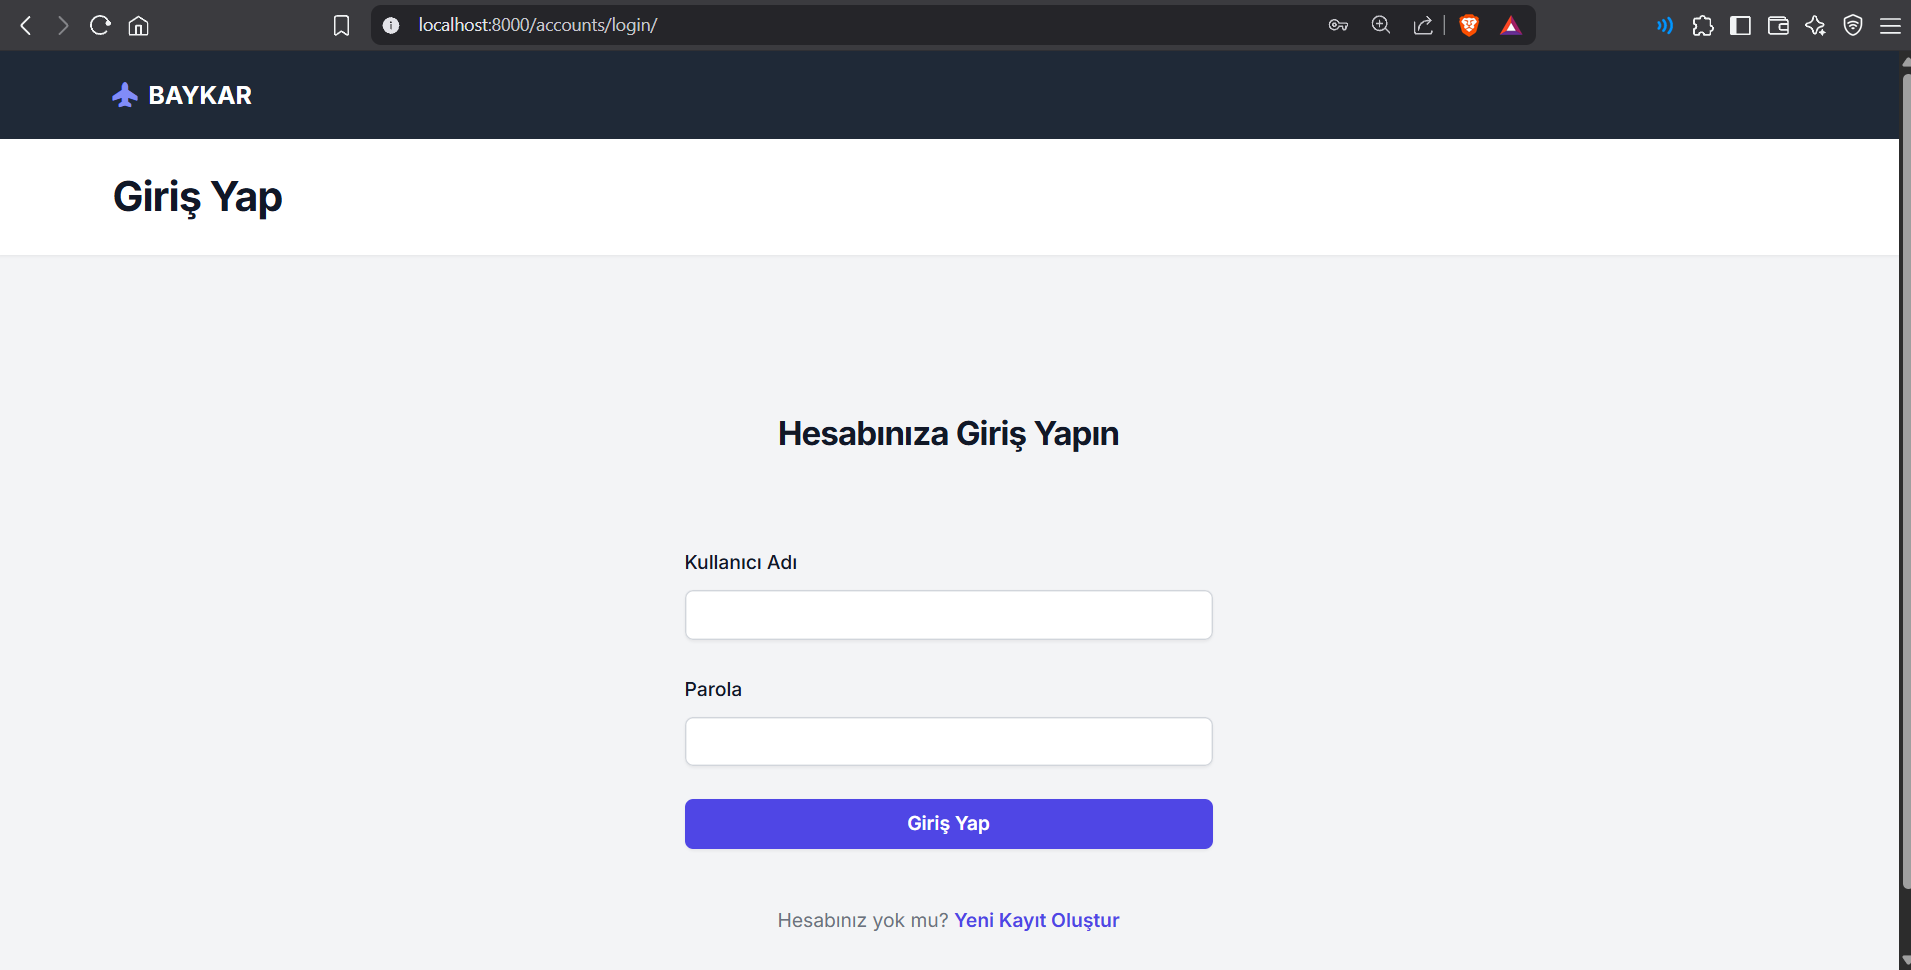 localhost:8000/accounts/login/
BAYKAR
Giriş Yap
Hesabınıza Giriş Yapın
Kullanıcı Adı
Parola
Giriş Yap
Hesabınız yok mu? Yeni Kayıt Oluştur